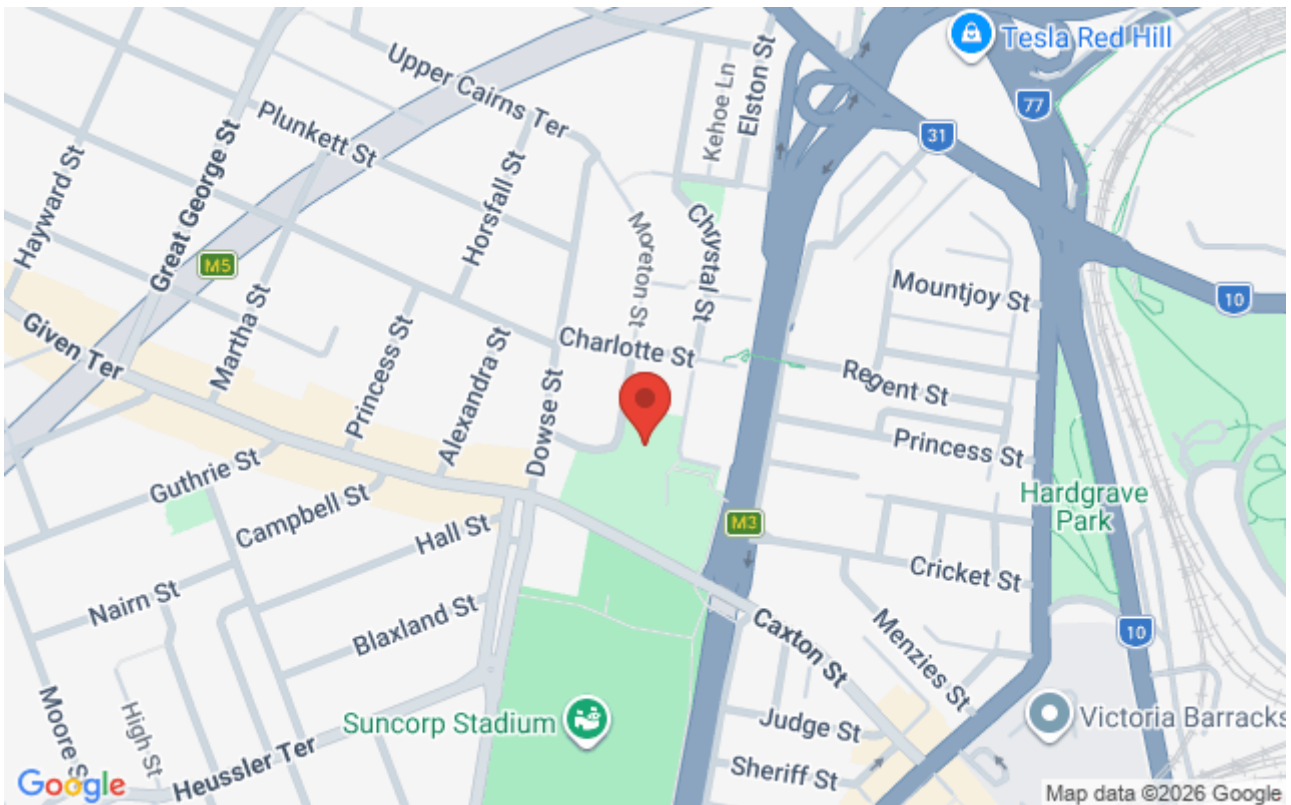 Tesla Red Hill
Upper Cairns Ter
Kehoe Ln
Elston St
77
31
Plunkett St
Great George St
Hayward St
Horsfall St
Moreton St
Chrystal St
M5
Mountjoy St
10
Given Ter
Martha St
Princess St
Alexandra St
Charlotte St
Regent St
Dowse St
Princess St
Guthrie St
Hardgrave
Park
Campbell St
Hall St
M3
Cricket St
Nairn St
Blaxland St
Caxton St
Menzies St
10
Moore S
High St
Suncorp Stadium
Judge St
Victoria Barracks
Heussler Ter
Sheriff St
Google
Map data ©2026 Google